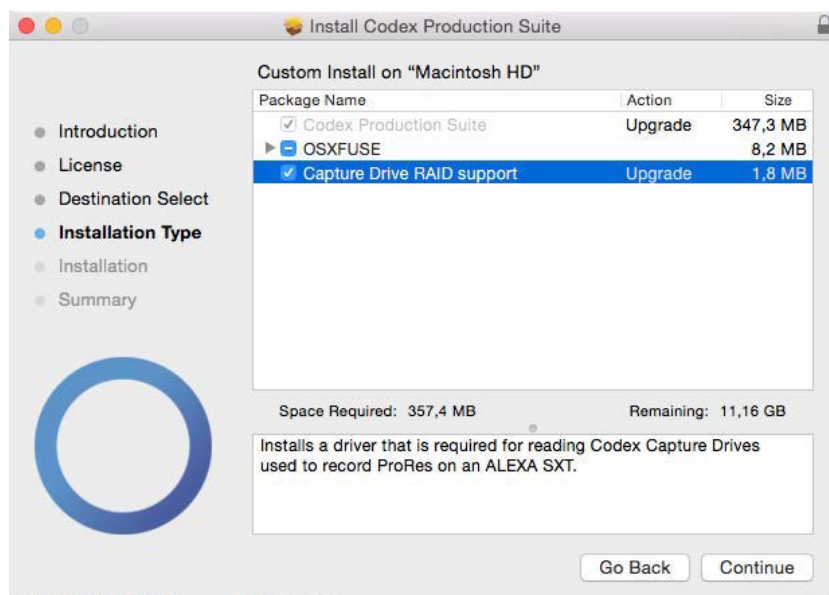 Install Codex Production Suite
Custom Install on “Macintosh HD”
Package Name Action Size
Codex Production Suite Upgrade 347,3 MB
OSXFUSE 8,2 MB
Capture Drive RAID support Upgrade 1,8 MB
Introduction
License
Destination Select
Installation Type
Installation
Summary
Space Required: 357,4 MB Remaining: 11,16 GB
Installs a driver that is required for reading Codex Capture Drives
used to record ProRes on an ALEXA SXT.
Go Back Continue